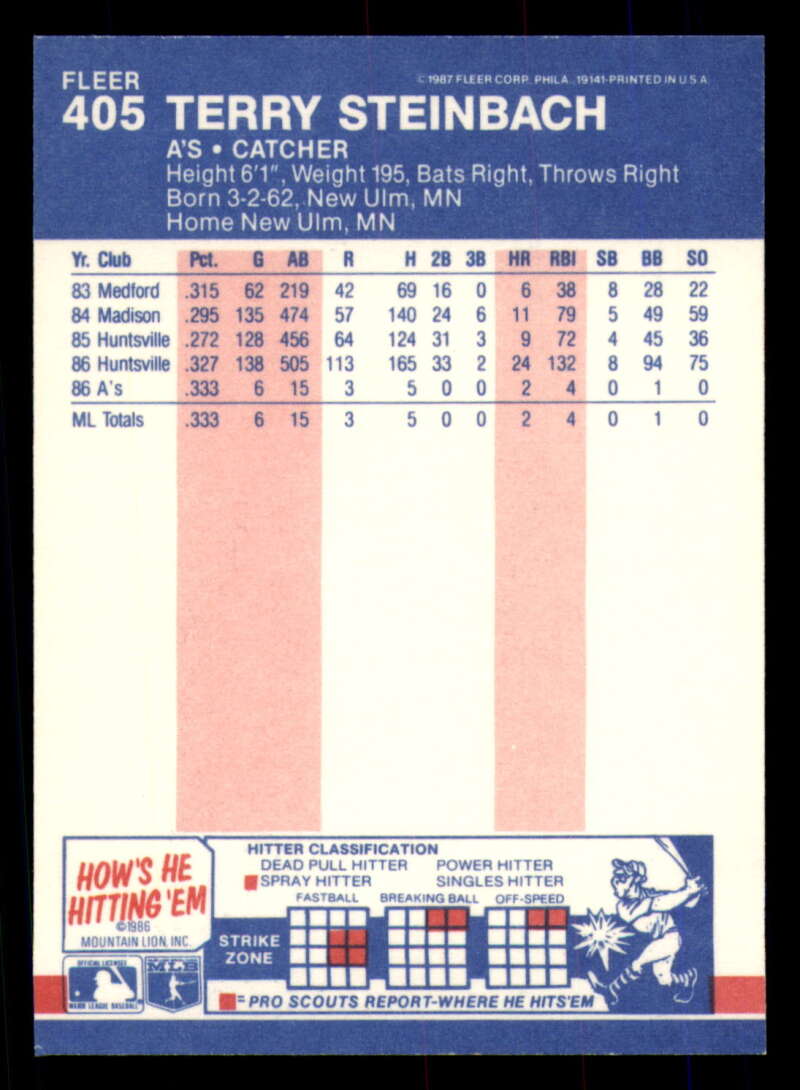 FLEER
© 1987 FLEER CORP. PHILA. 19141-PRINTED IN U.S.A.
405 TERRY STEINBACH
A'S • CATCHER
Height 6'1", Weight 195, Bats Right, Throws Right
Born 3-2-62, New Ulm, MN
Home New Ulm, MN
Yr. Club Pct. G AB R H 2B 3B HR RBI SB BB SO
83 Medford .315 62 219 42 69 16 0 6 38 8 28 22
84 Madison .295 135 474 57 140 24 6 11 79 5 49 59
85 Huntsville .272 128 456 64 124 31 3 9 72 4 45 36
86 Huntsville .327 138 505 113 165 33 2 24 132 8 94 75
86 A's .333 6 15 3 5 0 0 2 4 0 1 0
ML Totals .333 6 15 3 5 0 0 2 4 0 1 0
HOW'S HE
HITTING 'EM
©1986
MOUNTAIN LION, INC.
HITTER CLASSIFICATION
DEAD PULL HITTER POWER HITTER
SPRAY HITTER SINGLES HITTER
FASTBALL BREAKING BALL OFF-SPEED
STRIKE
ZONE
= PRO SCOUTS REPORT-WHERE HE HITS 'EM
OFFICIAL LICENSEE
MAJOR LEAGUE BASEBALL
MLB